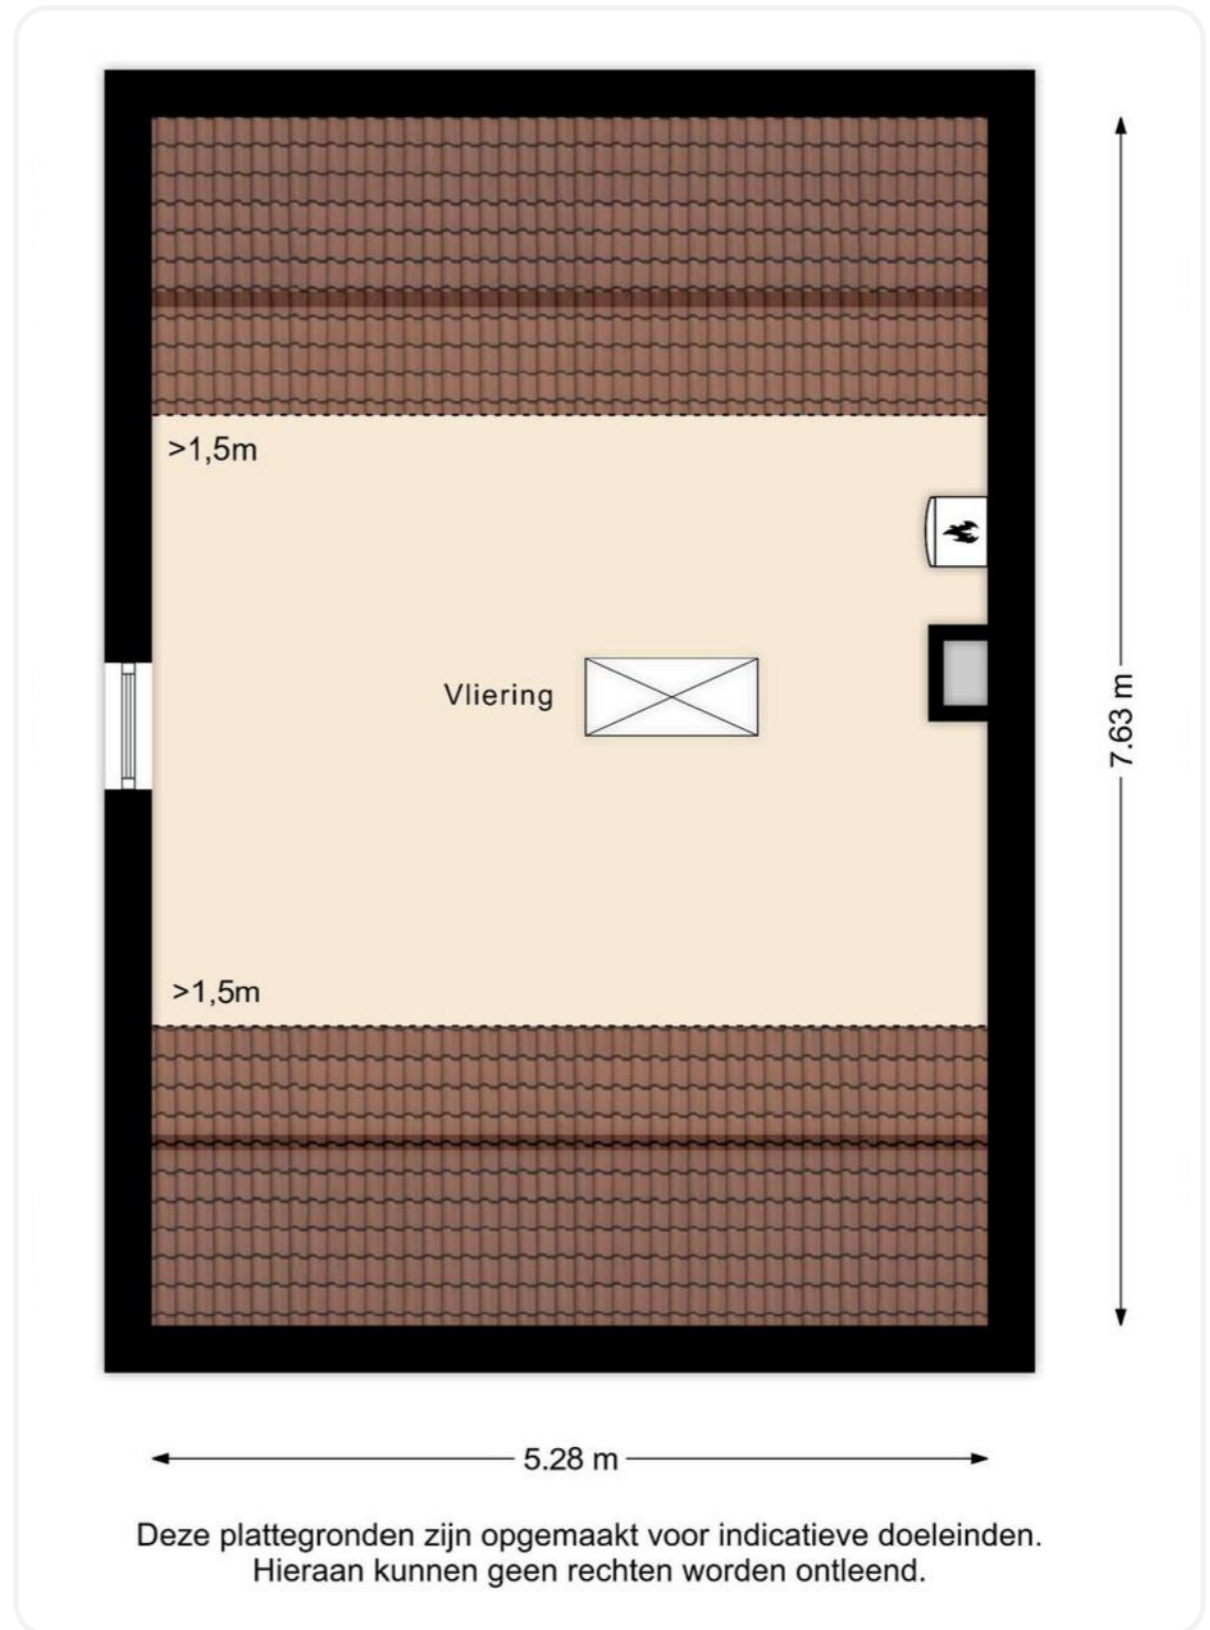 >1,5m
Vliering
7.63 m
>1,5m
5.28 m
Deze plattegronden zijn opgemaakt voor indicatieve doeleinden.
Hieraan kunnen geen rechten worden ontleend.